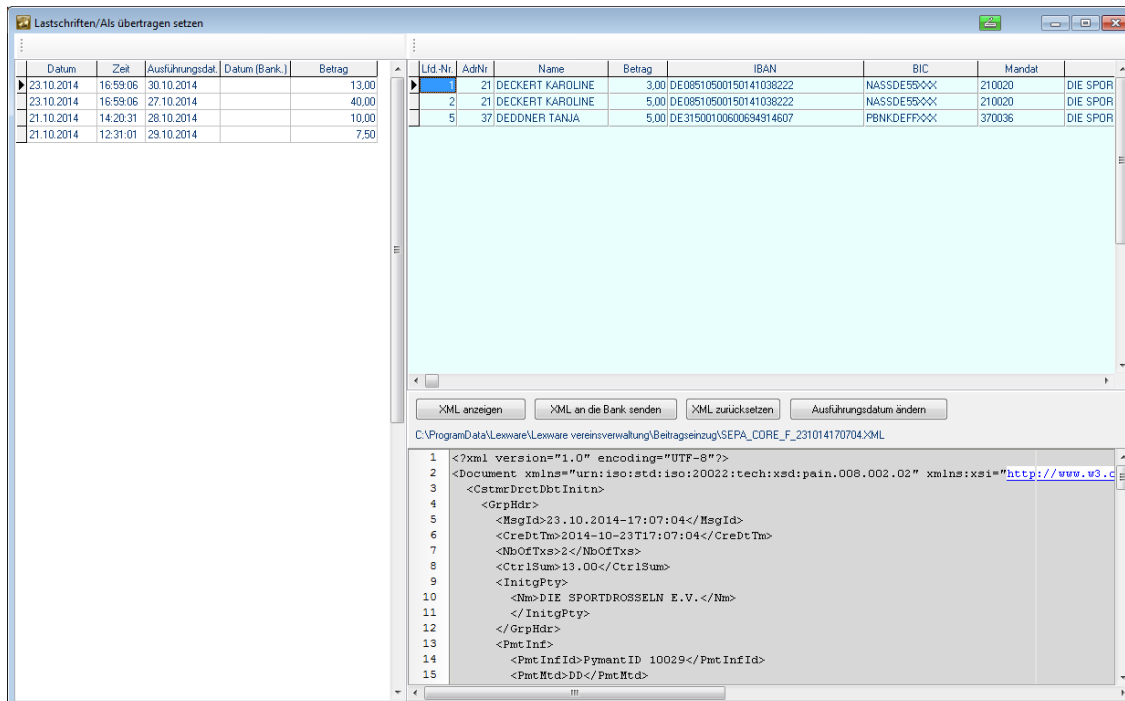 Lastschriften/Als übertragen setzen
Datum Zeit Ausführungsdat. Datum (Bank.) Betrag
23.10.2014 16:59:06 30.10.2014 13,00
23.10.2014 16:59:06 27.10.2014 40,00
21.10.2014 14:20:31 28.10.2014 10,00
21.10.2014 12:31:01 29.10.2014 7,50
Lfd.-Nr. AdrNr Name Betrag IBAN BIC Mandat
1 21 DECKERT KAROLINE 3,00 DE08510500150141038222 NASSDE55XXX 210020 DIE SPOR
2 21 DECKERT KAROLINE 5,00 DE08510500150141038222 NASSDE55XXX 210020 DIE SPOR
5 37 DEDDNER TANJA 5,00 DE31500100600694914607 PBNKDEFFXXX 370036 DIE SPOR
XML anzeigen XML an die Bank senden XML zurücksetzen Ausführungsdatum ändern
C:\ProgramData\Lexware\Lexware vereinsverwaltung\Beitragseinzug\SEPA_CORE_F_231014170704.XML
1 <?xml version="1.0" encoding="UTF-8"?>
2 <Document xmlns="urn:iso:std:iso:20022:tech:xsd:pain.008.002.02" xmlns:xsi="http://www.w3.c
3 <CstmrDrctDbtInitn>
4 <GrpHdr>
5 <MsgId>23.10.2014-17:07:04</MsgId>
6 <CreDtTm>2014-10-23T17:07:04</CreDtTm>
7 <NbOfTxs>2</NbOfTxs>
8 <CtrlSum>13.00</CtrlSum>
9 <InitgPty>
10 <Nm>DIE SPORTDROSSELN E.V.</Nm>
11 </InitgPty>
12 </GrpHdr>
13 <PmtInf>
14 <PmtInfId>PymantID 10029</PmtInfId>
15 <PmtMtd>DD</PmtMtd>